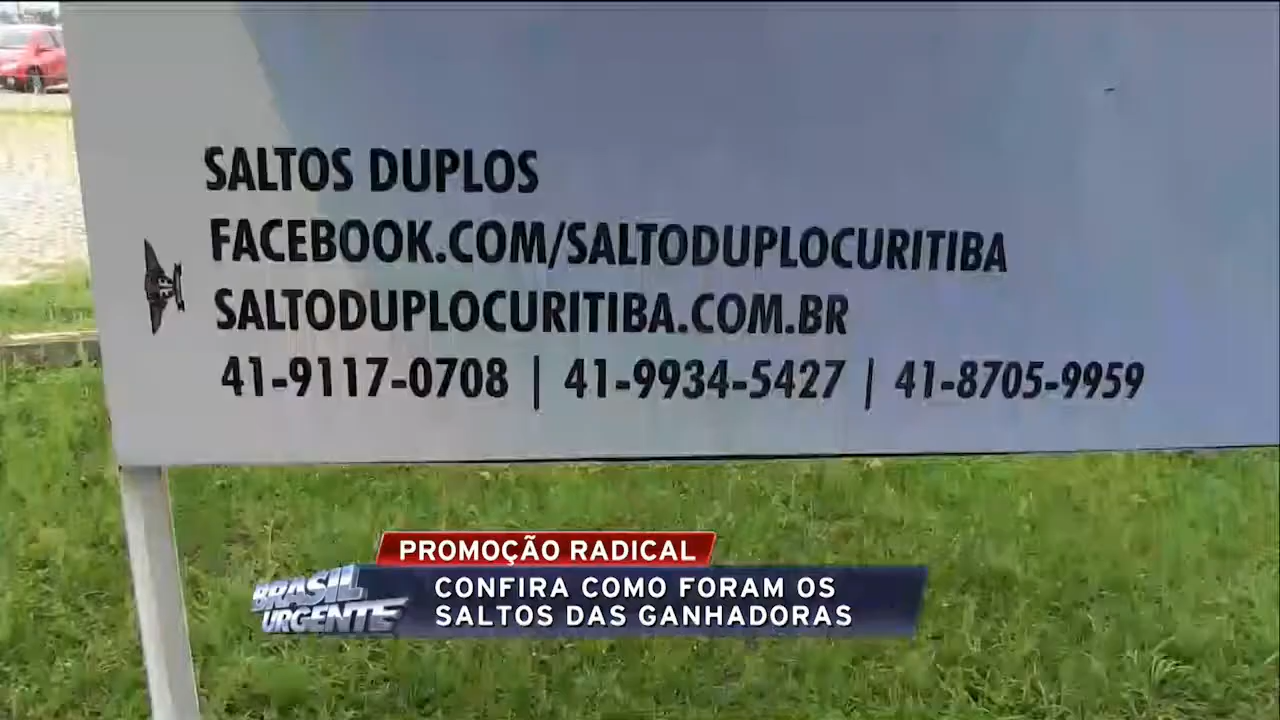 SALTOS DUPLOS
FACEBOOK.COM/SALTODUPLOCURITIBA
SALTODUPLOCURITIBA.COM.BR
41-9117-0708 | 41-9934-5427 | 41-8705-9959
PROMOÇÃO RADICAL
BRASIL
URGENTE
CONFIRA COMO FORAM OS
SALTOS DAS GANHADORAS